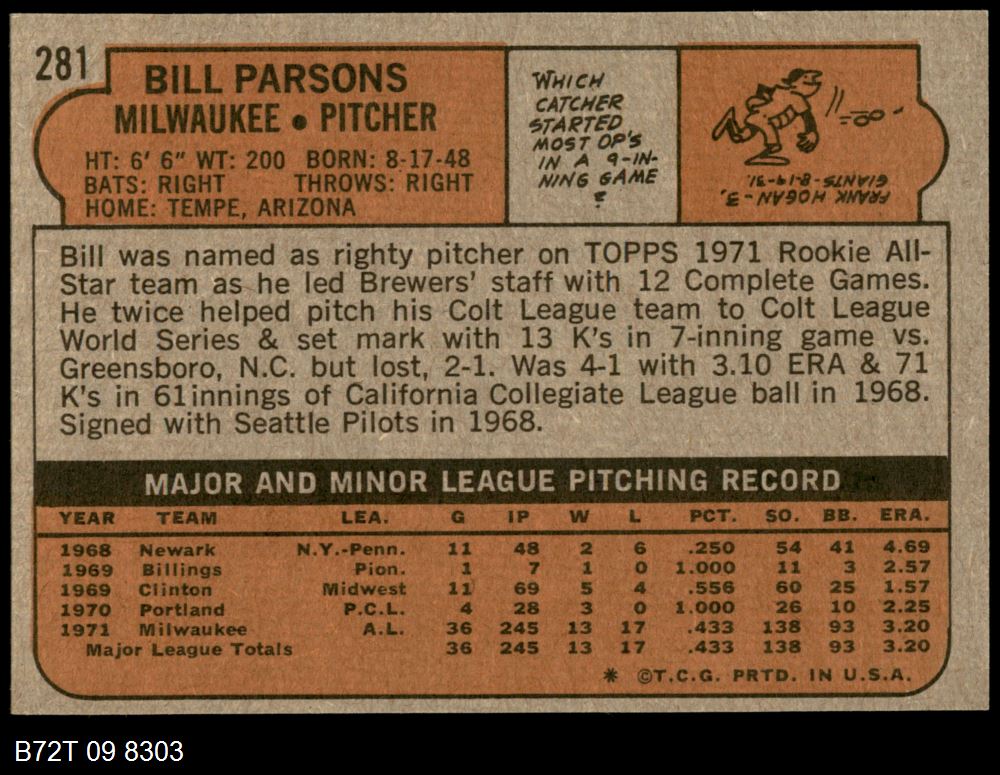 281
BILL PARSONS
MILWAUKEE • PITCHER
HT: 6' 6" WT: 200 BORN: 8-17-48
BATS: RIGHT THROWS: RIGHT
HOME: TEMPE, ARIZONA
WHICH
CATCHER
STARTED
MOST OP'S
IN A 9-IN-
NING GAME
?
FRANK HOGAN - 3,
GIANTS-8-19-31.
Bill was named as righty pitcher on TOPPS 1971 Rookie All-
Star team as he led Brewers' staff with 12 Complete Games.
He twice helped pitch his Colt League team to Colt League
World Series & set mark with 13 K's in 7-inning game vs.
Greensboro, N.C. but lost, 2-1. Was 4-1 with 3.10 ERA & 71
K's in 61 innings of California Collegiate League ball in 1968.
Signed with Seattle Pilots in 1968.
MAJOR AND MINOR LEAGUE PITCHING RECORD
YEAR TEAM LEA. G IP W L PCT. SO. BB. ERA.
1968 Newark N.Y.-Penn. 11 48 2 6 .250 54 41 4.69
1969 Billings Pion. 1 7 1 0 1.000 11 3 2.57
1969 Clinton Midwest 11 69 5 4 .556 60 25 1.57
1970 Portland P.C.L. 4 28 3 0 1.000 26 10 2.25
1971 Milwaukee A.L. 36 245 13 17 .433 138 93 3.20
Major League Totals 36 245 13 17 .433 138 93 3.20
* ©T.C.G. PRTD. IN U.S.A.
B72T 09 8303